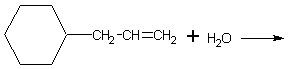 CH₂-CH=CH₂ + H₂O